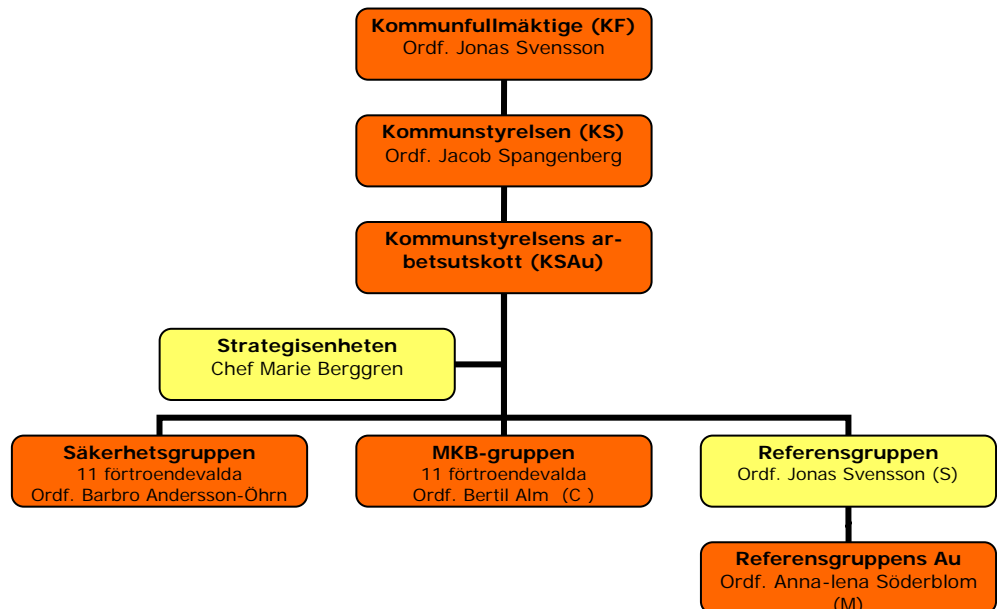 Kommunfullmäktige (KF)
Ordf. Jonas Svensson
Kommunstyrelsen (KS)
Ordf. Jacob Spangenberg
Kommunstyrelsens ar-
betsutskott (KSAu)
Strategisenheten
Chef Marie Berggren
Säkerhetsgruppen
11 förtroendevalda
Ordf. Barbro Andersson-Öhrn
MKB-gruppen
11 förtroendevalda
Ordf. Bertil Alm (C )
Referensgruppen
Ordf. Jonas Svensson (S)
Referensgruppens Au
Ordf. Anna-lena Söderblom
(M)